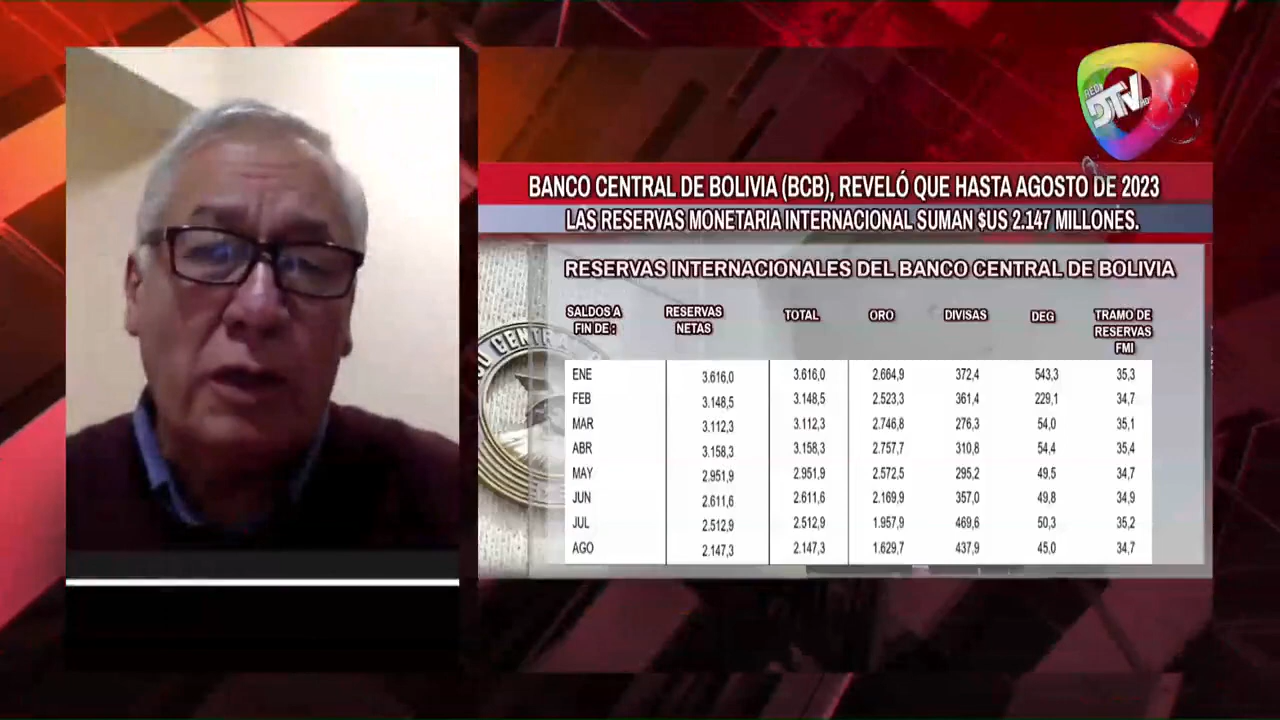 RED
DTV
HD
BANCO CENTRAL DE BOLIVIA (BCB), REVELÓ QUE HASTA AGOSTO DE 2023
LAS RESERVAS MONETARIA INTERNACIONAL SUMAN $US 2.147 MILLONES.
RESERVAS INTERNACIONALES DEL BANCO CENTRAL DE BOLIVIA
SALDOS A FIN DE : RESERVAS NETAS TOTAL ORO DIVISAS DEG TRAMO DE RESERVAS FMI
ENE 3.616,0 3.616,0 2.664,9 372,4 543,3 35,3
FEB 3.148,5 3.148,5 2.523,3 361,4 229,1 34,7
MAR 3.112,3 3.112,3 2.746,8 276,3 54,0 35,1
ABR 3.158,3 3.158,3 2.757,7 310,8 54,4 35,4
MAY 2.951,9 2.951,9 2.572,5 295,2 49,5 34,7
JUN 2.611,6 2.611,6 2.169,9 357,0 49,8 34,9
JUL 2.512,9 2.512,9 1.957,9 469,6 50,3 35,2
AGO 2.147,3 2.147,3 1.629,7 437,9 45,0 34,7